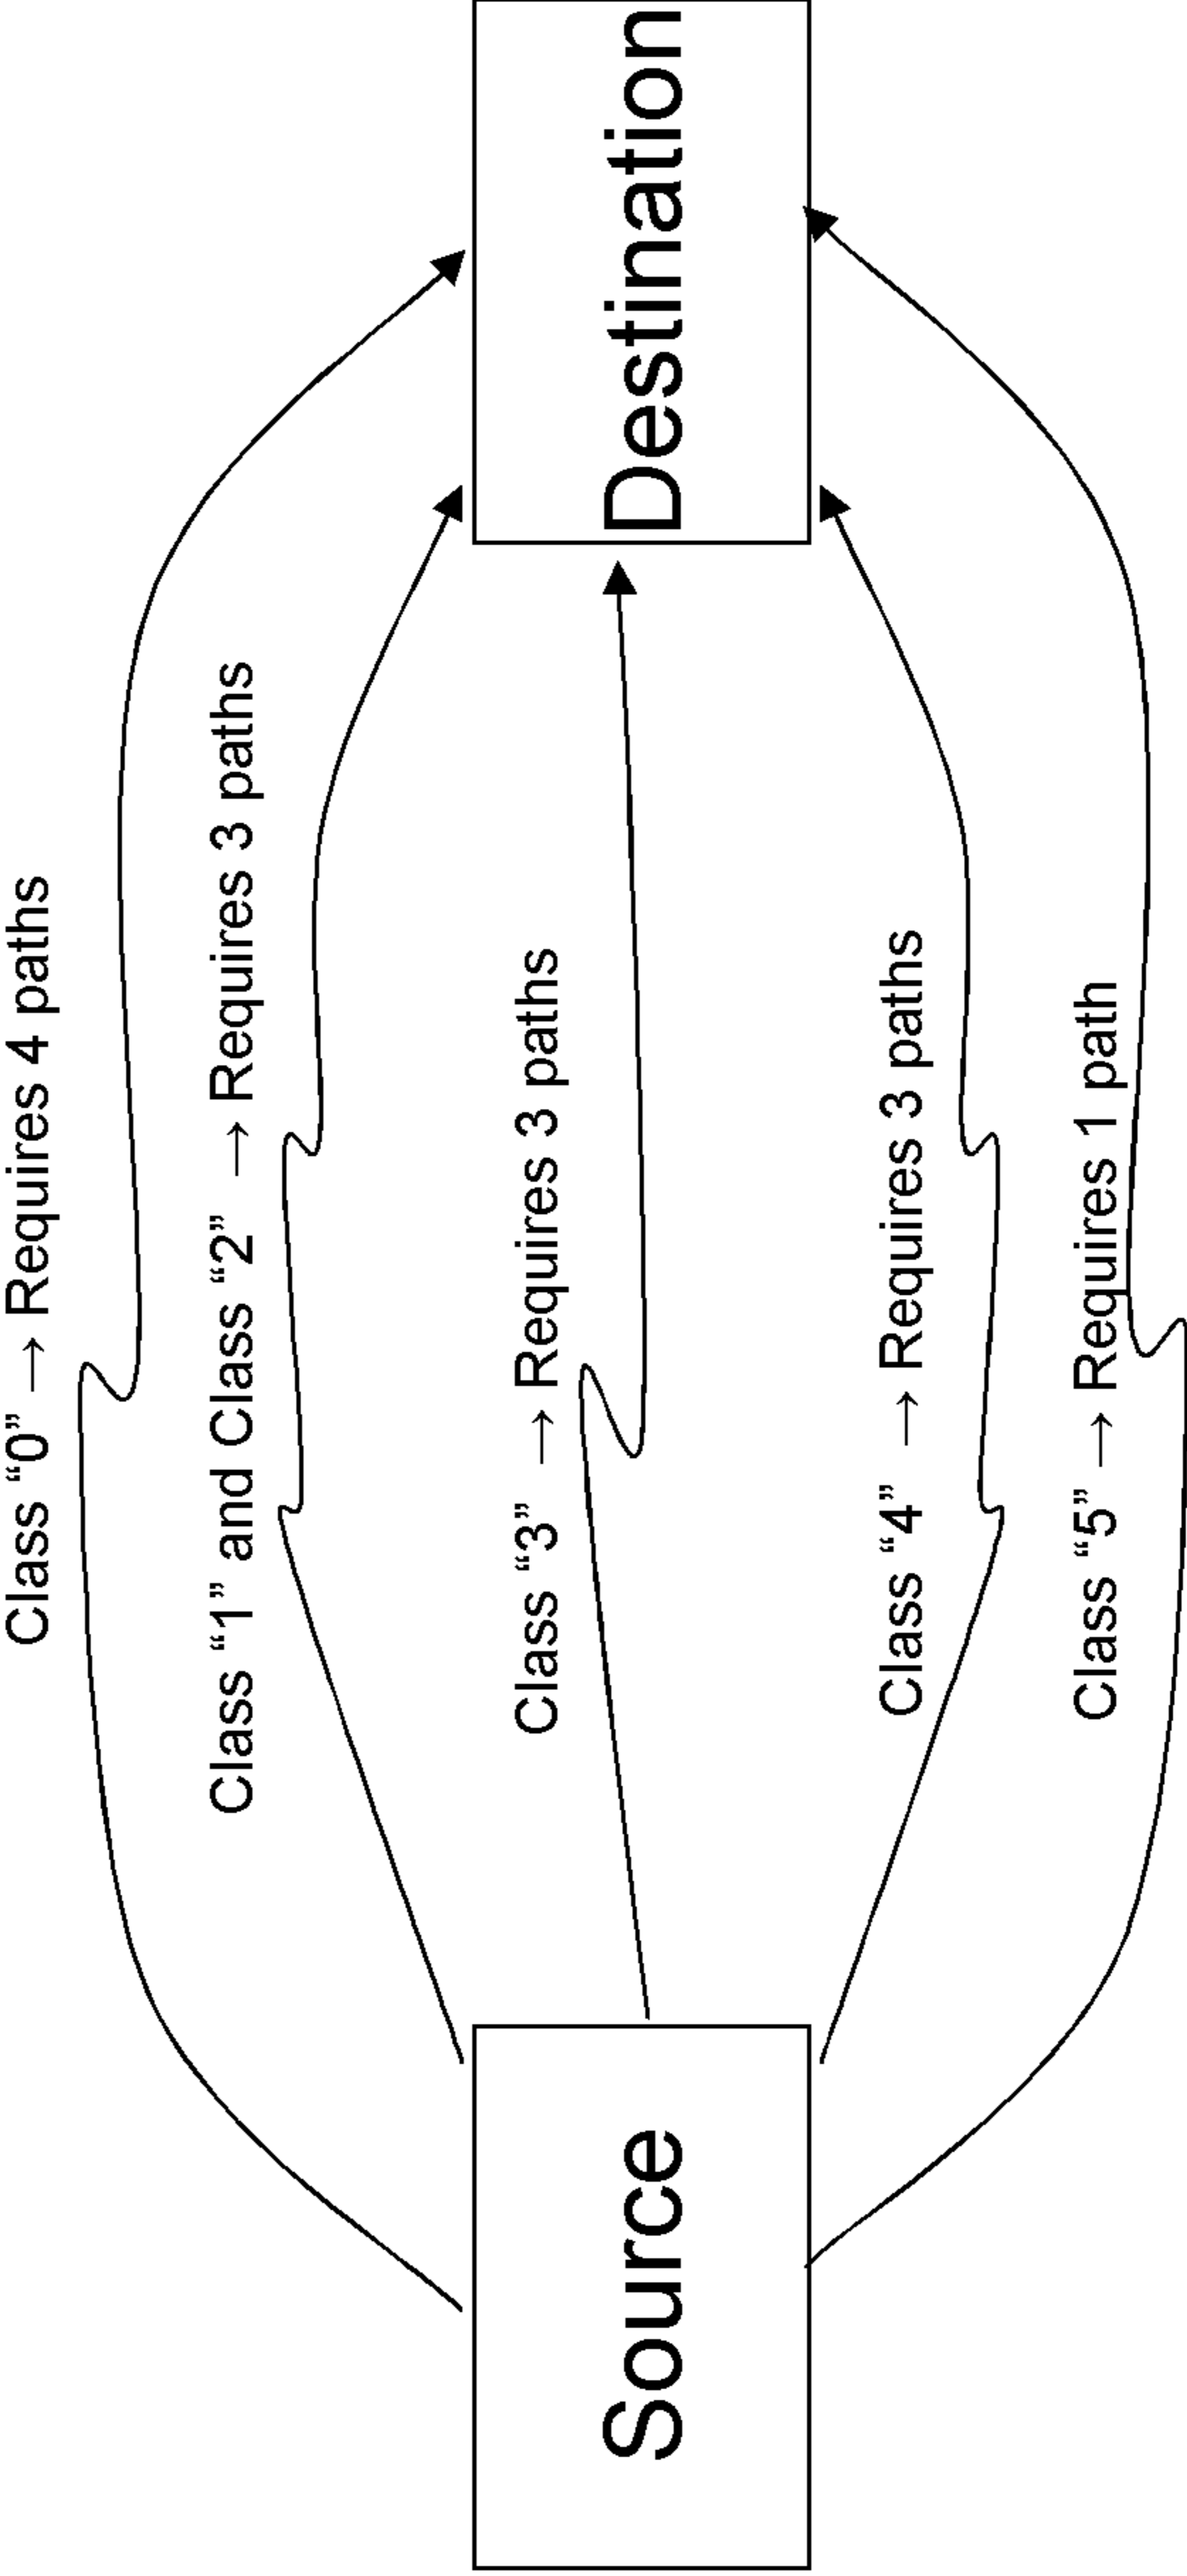 Class “0” → Requires 4 paths
Class “1” and Class “2” → Requires 3 paths
Class “3” → Requires 3 paths
Source
Destination
Class “4” → Requires 3 paths
Class “5” → Requires 1 path